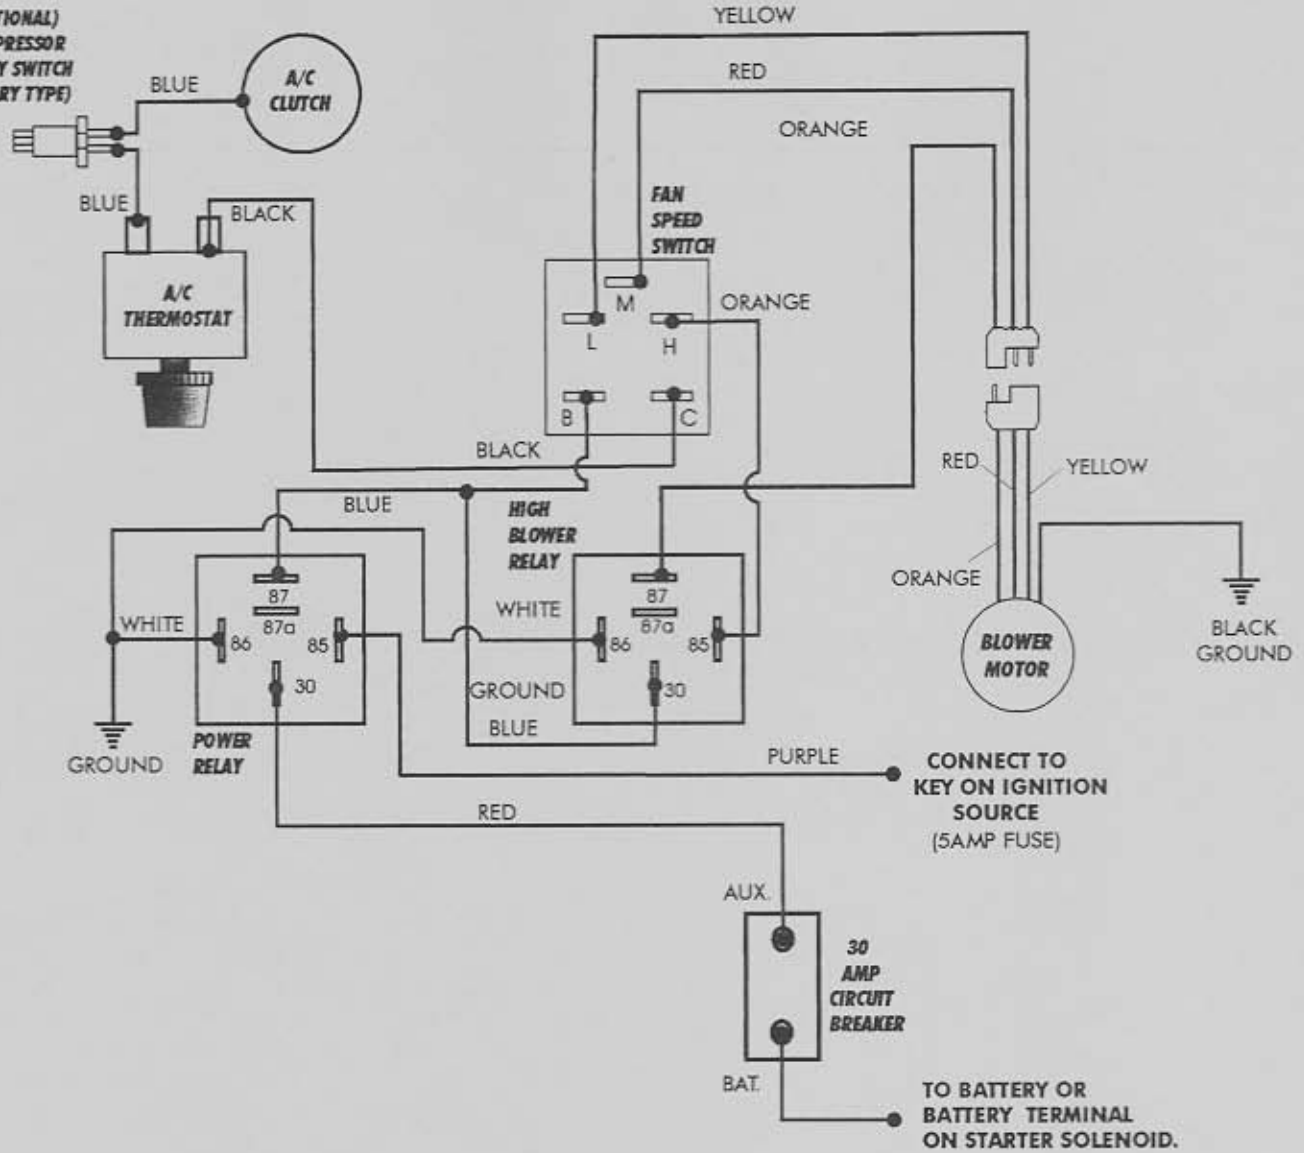 YELLOW
TIONAL)
PRESSOR
Y SWITCH
RY TYPE)
BLUE
A/C
CLUTCH
RED
ORANGE
BLUE
BLACK
FAN
SPEED
SWITCH
A/C
THERMOSTAT
M
ORANGE
L
H
B
C
BLACK
RED
YELLOW
BLUE
HIGH
BLOWER
RELAY
ORANGE
87
87a
WHITE
86
85
30
87
87a
WHITE
86
85
30
GROUND
BLUE
BLOWER
MOTOR
BLACK
GROUND
GROUND
POWER
RELAY
PURPLE
CONNECT TO
KEY ON IGNITION
SOURCE
(5AMP FUSE)
RED
AUX.
30
AMP
CIRCUIT
BREAKER
BAT.
TO BATTERY OR
BATTERY TERMINAL
ON STARTER SOLENOID.